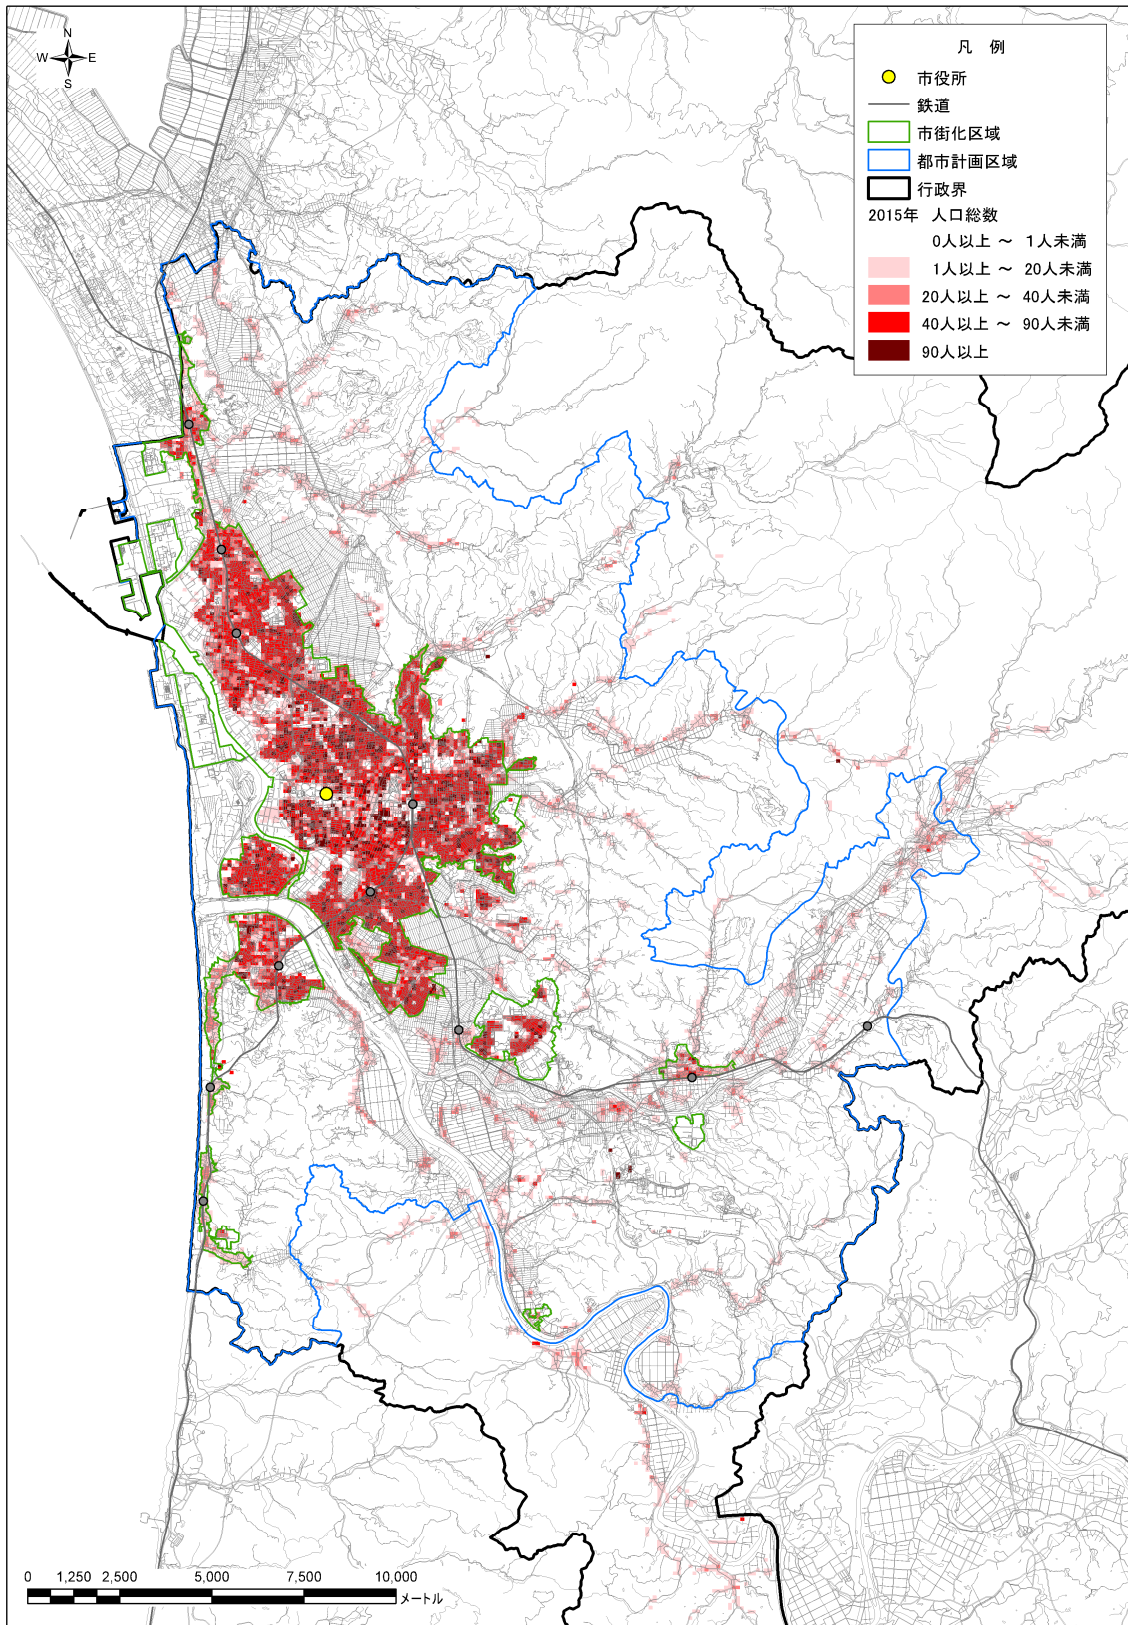 N
W E
S
凡 例
市役所
鉄道
市街化区域
都市計画区域
行政界
2015年 人口総数
0人以上 ～ 1人未満
1人以上 ～ 20人未満
20人以上 ～ 40人未満
40人以上 ～ 90人未満
90人以上
0 1,250 2,500 5,000 7,500 10,000
メートル